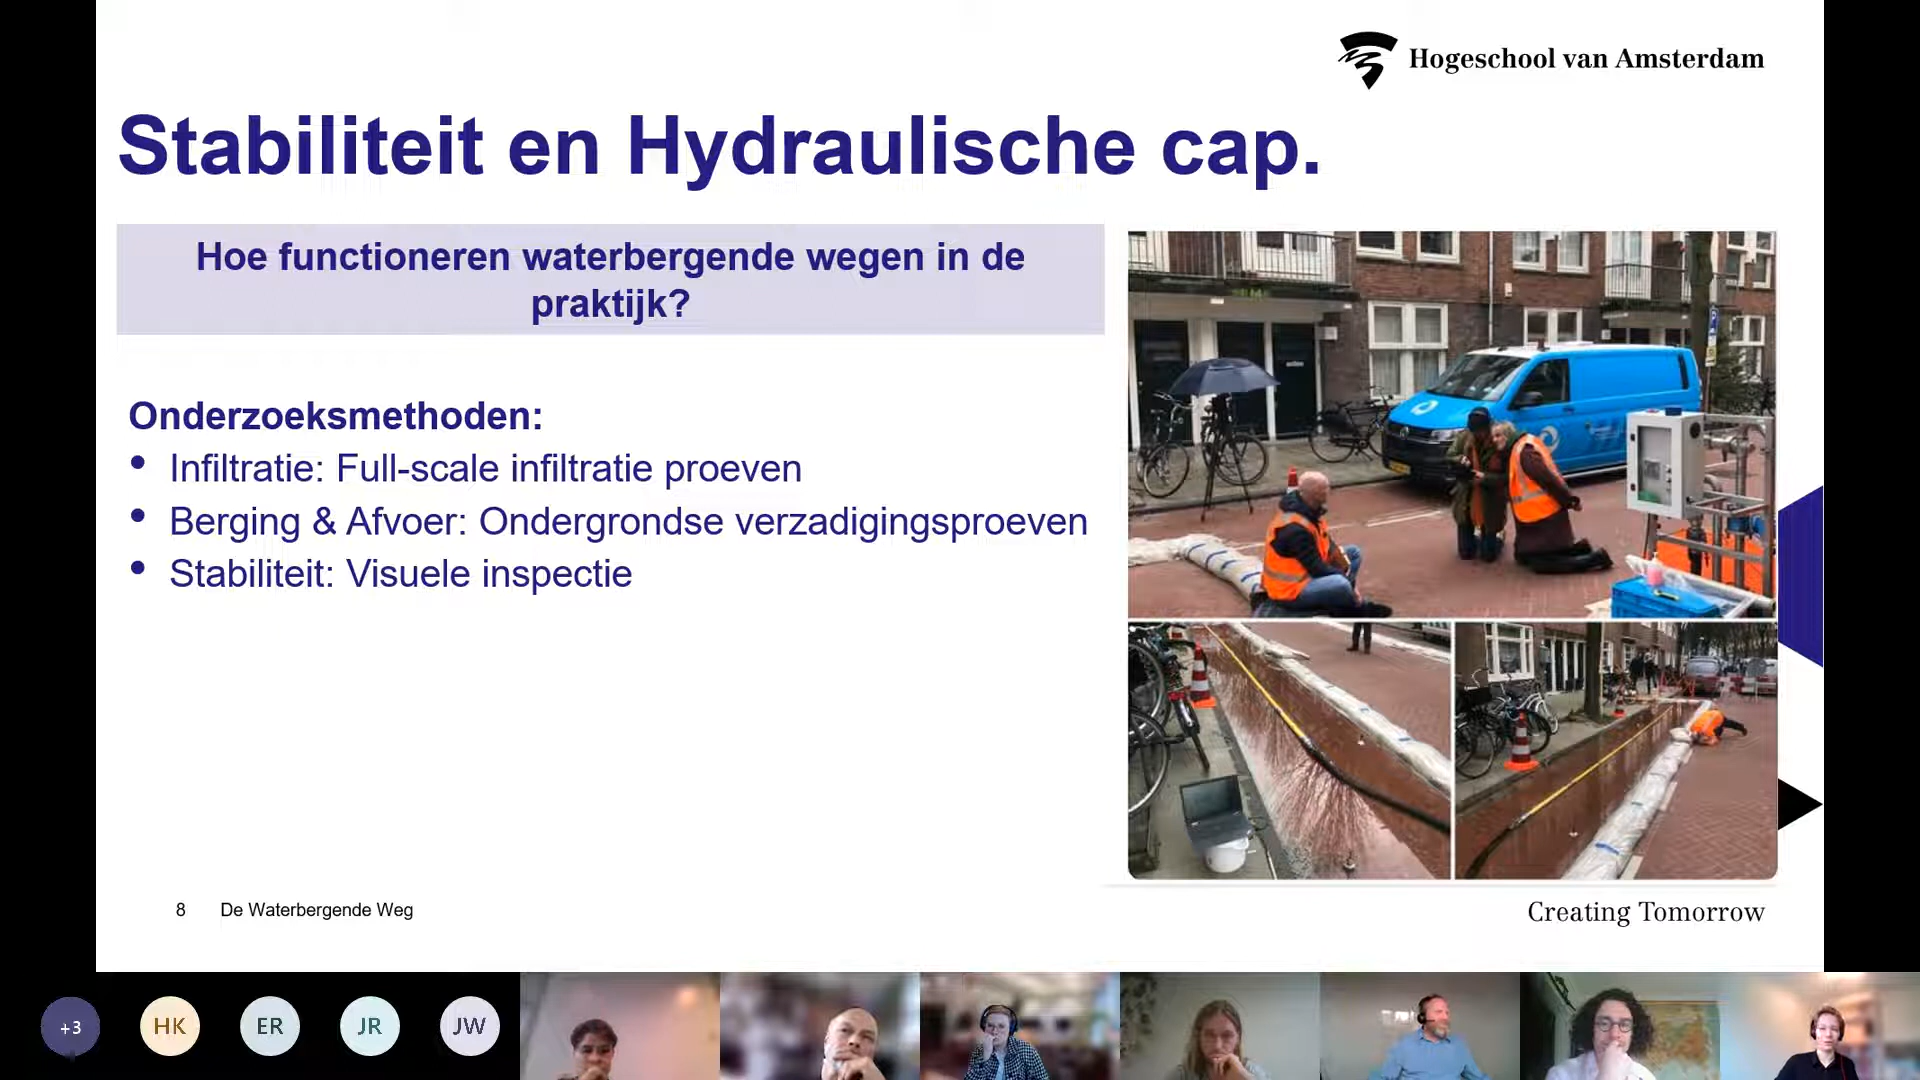 Hogeschool van Amsterdam
Stabiliteit en Hydraulische cap.
Hoe functioneren waterbergende wegen in de
praktijk?
Onderzoeksmethoden:
• Infiltratie: Full-scale infiltratie proeven
• Berging & Afvoer: Ondergrondse verzadigingsproeven
• Stabiliteit: Visuele inspectie
8 De Waterbergende Weg
Creating Tomorrow
+3 HK ER JR JW